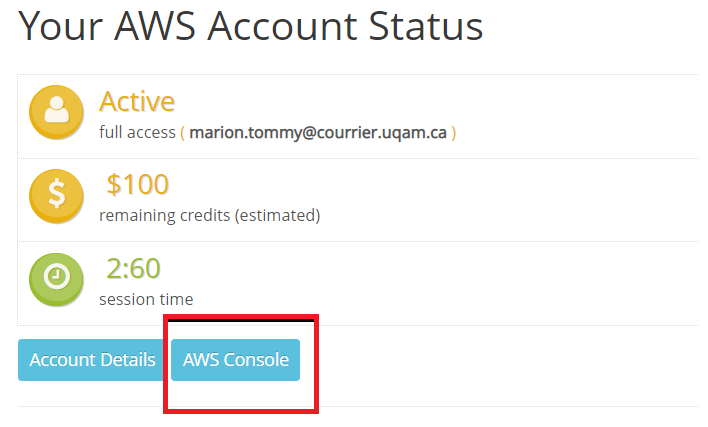 Your AWS Account Status
Active
full access ( marion.tommy@courrier.uqam.ca )
$100
remaining credits (estimated)
2:60
session time
Account Details AWS Console